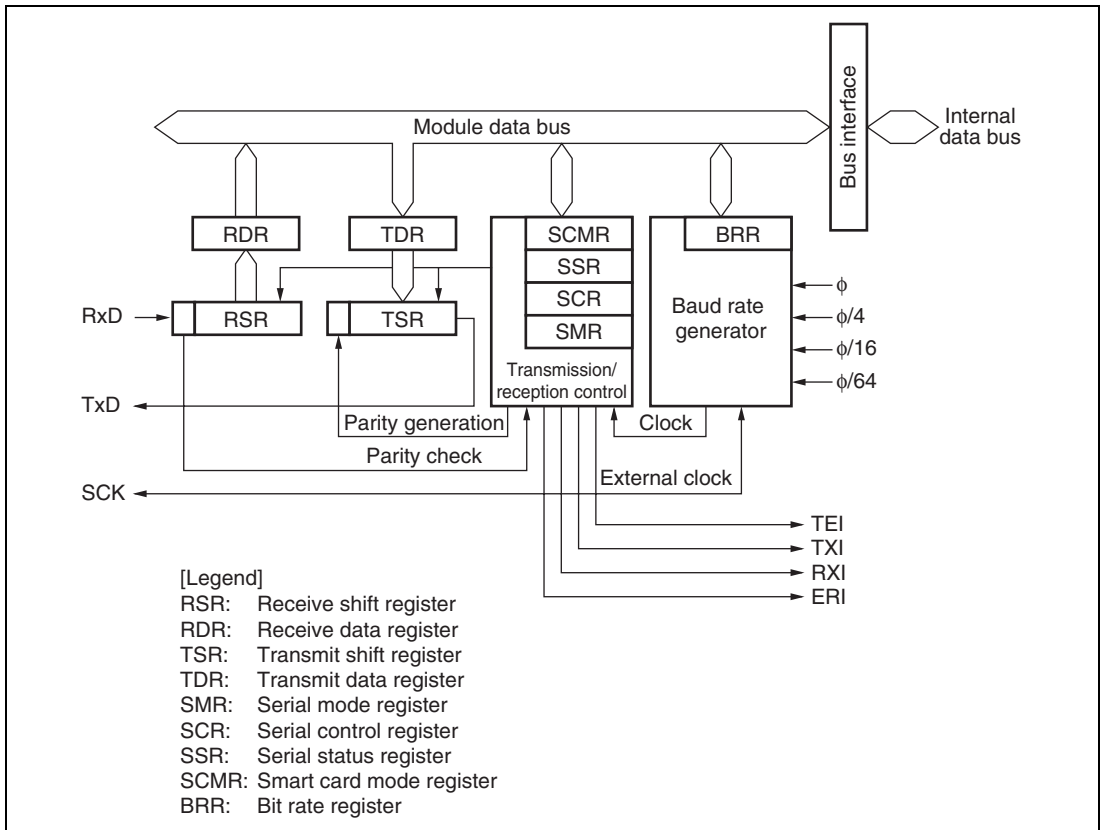 Bus interface
Internal
data bus
Module data bus
RDR
TDR
SCMR
BRR
SSR
SCR
SMR
RxD
RSR
TSR
Baud rate
generator
ϕ
ϕ/4
ϕ/16
ϕ/64
Transmission/
reception control
TxD
Parity generation
Clock
Parity check
External clock
SCK
TEI
TXI
RXI
ERI
[Legend]
RSR: Receive shift register
RDR: Receive data register
TSR: Transmit shift register
TDR: Transmit data register
SMR: Serial mode register
SCR: Serial control register
SSR: Serial status register
SCMR: Smart card mode register
BRR: Bit rate register